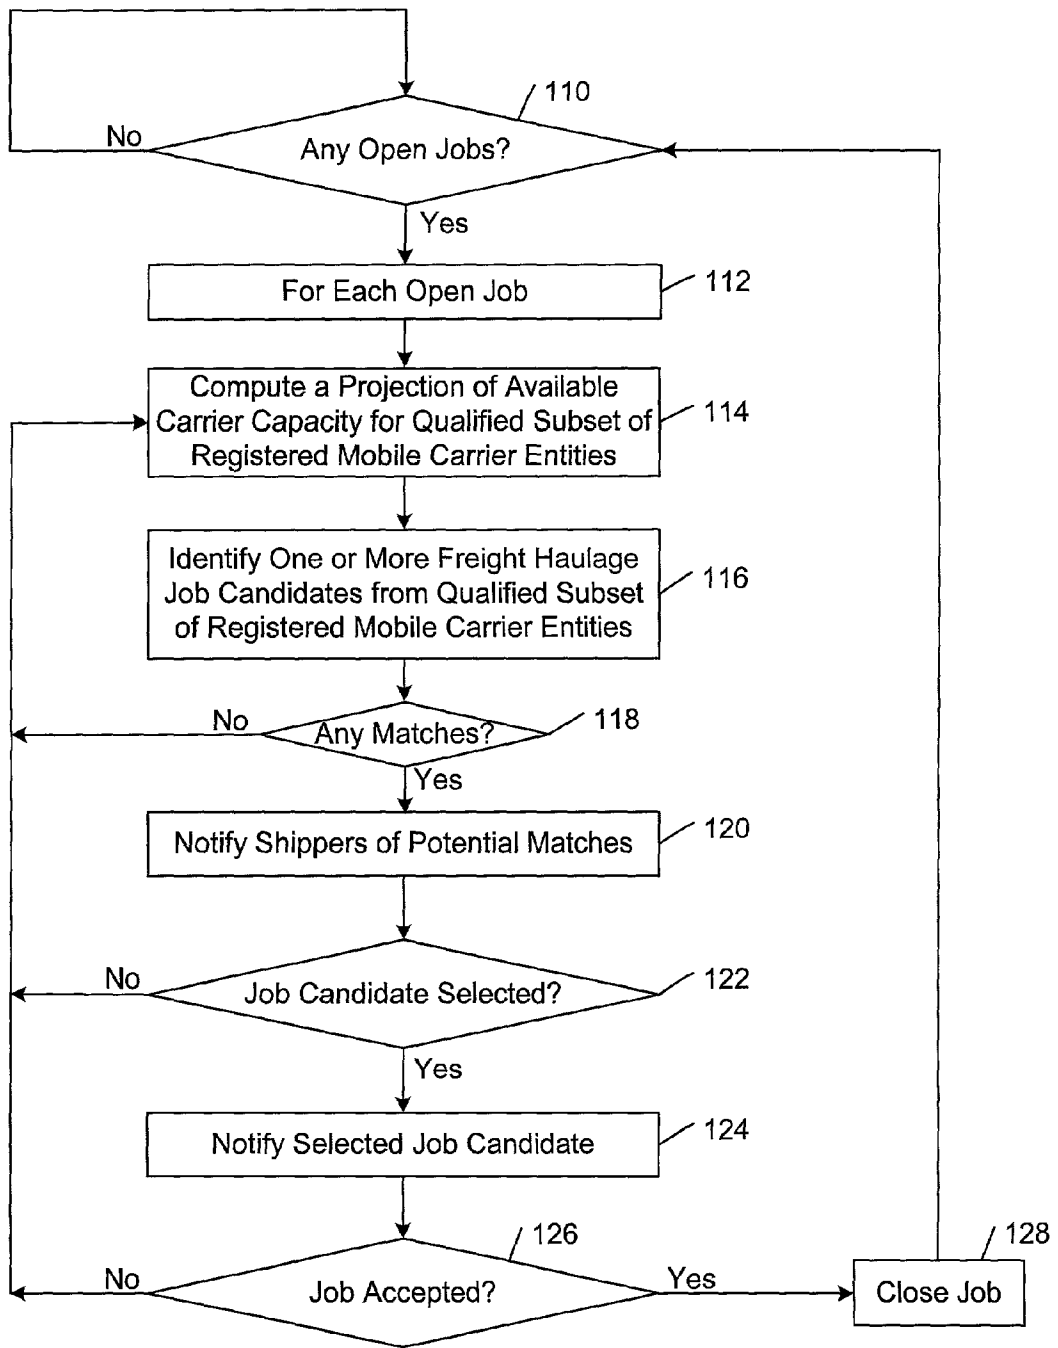 110
No
Any Open Jobs?
Yes
For Each Open Job
112
Compute a Projection of Available
Carrier Capacity for Qualified Subset of
Registered Mobile Carrier Entities
114
Identify One or More Freight Haulage
Job Candidates from Qualified Subset
of Registered Mobile Carrier Entities
116
No
Any Matches?
118
Yes
Notify Shippers of Potential Matches
120
No
Job Candidate Selected?
122
Yes
Notify Selected Job Candidate
124
126
No
Job Accepted?
Yes
128
Close Job